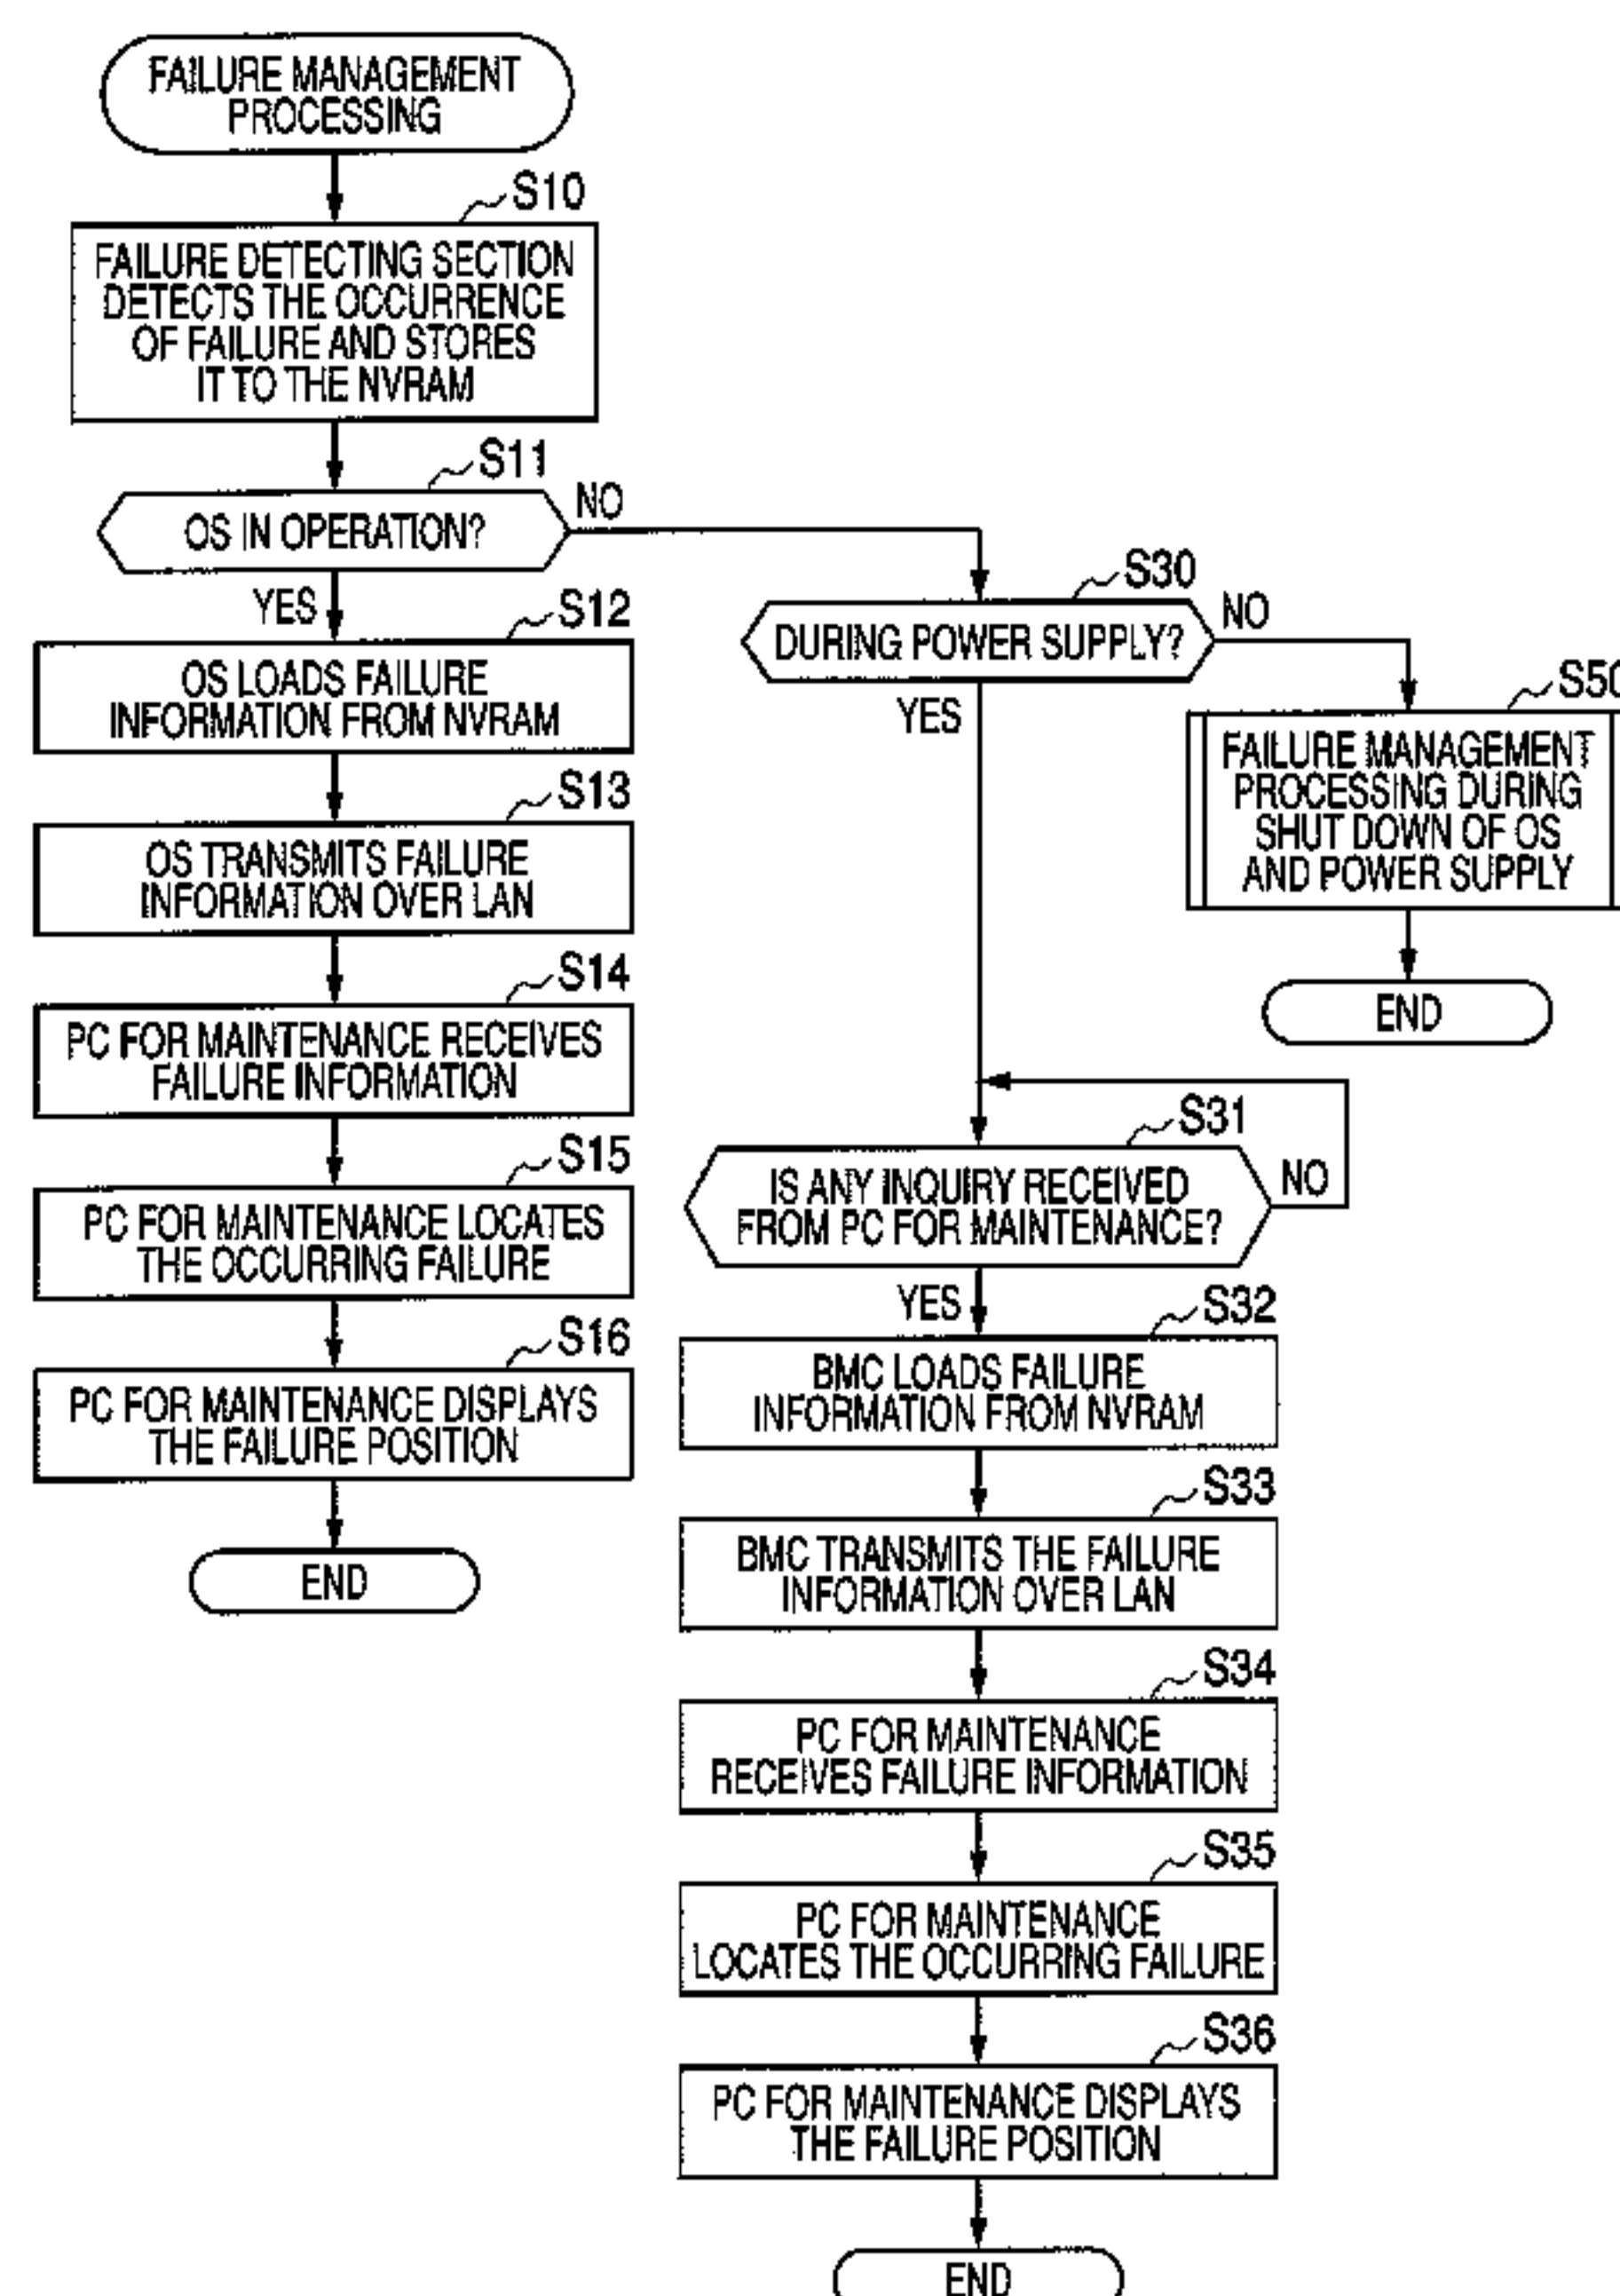 FAILURE MANAGEMENT
PROCESSING
S10
FAILURE DETECTING SECTION
DETECTS THE OCCURRENCE
OF FAILURE AND STORES
IT TO THE NVRAM
S11
OS IN OPERATION?
NO
YES
S12
OS LOADS FAILURE
INFORMATION FROM NVRAM
S13
OS TRANSMITS FAILURE
INFORMATION OVER LAN
S14
PC FOR MAINTENANCE RECEIVES
FAILURE INFORMATION
S15
PC FOR MAINTENANCE LOCATES
THE OCCURRING FAILURE
S16
PC FOR MAINTENANCE DISPLAYS
THE FAILURE POSITION
END
S30
DURING POWER SUPPLY?
NO
YES
S50
FAILURE MANAGEMENT
PROCESSING DURING
SHUT DOWN OF OS
AND POWER SUPPLY
END
S31
IS ANY INQUIRY RECEIVED
FROM PC FOR MAINTENANCE?
NO
YES
S32
BMC LOADS FAILURE
INFORMATION FROM NVRAM
S33
BMC TRANSMITS THE FAILURE
INFORMATION OVER LAN
S34
PC FOR MAINTENANCE
RECEIVES FAILURE INFORMATION
S35
PC FOR MAINTENANCE
LOCATES THE OCCURRING FAILURE
S36
PC FOR MAINTENANCE DISPLAYS
THE FAILURE POSITION
END